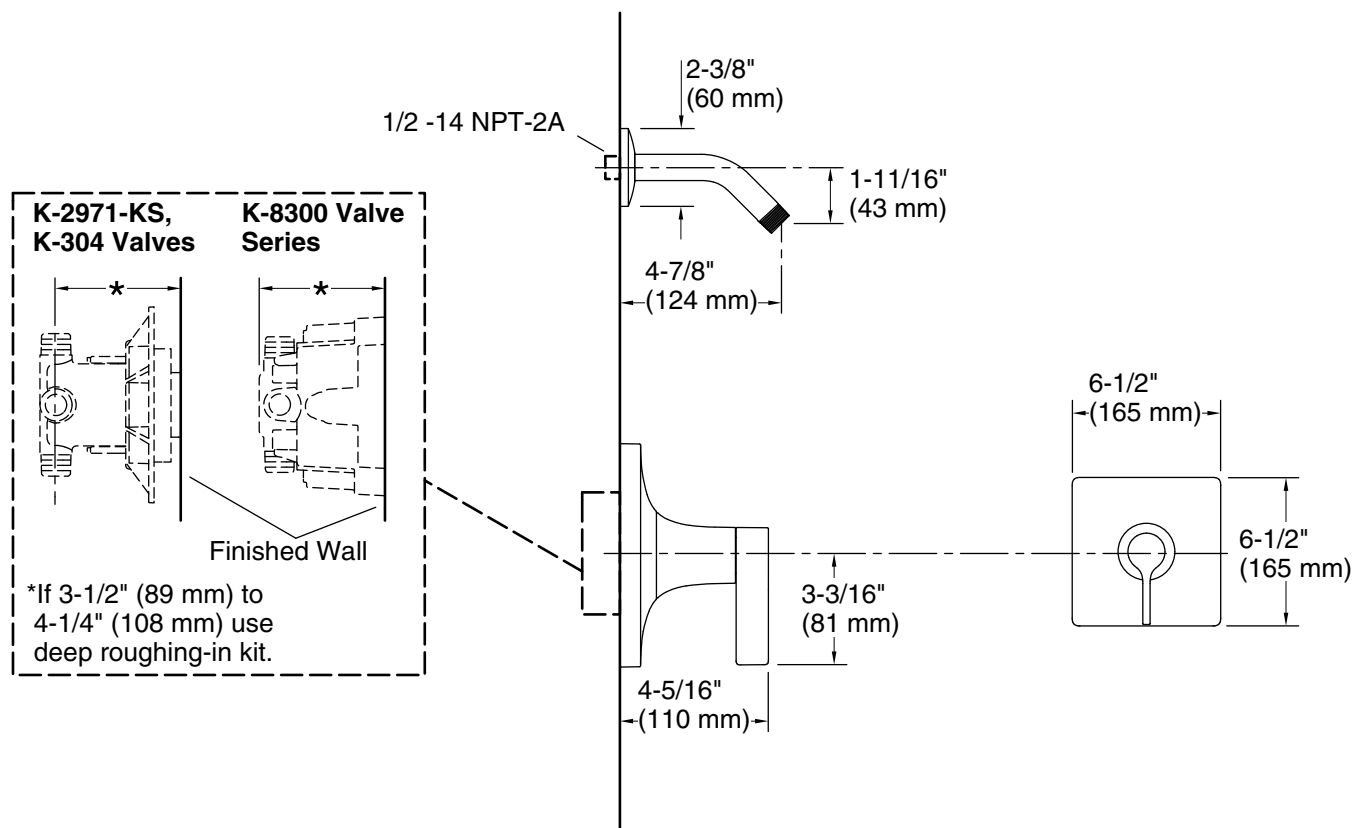 2-3/8"
(60 mm)
1/2 -14 NPT-2A
1-11/16"
(43 mm)
4-7/8"
(124 mm)
K-2971-KS,
K-304 Valves
K-8300 Valve
Series
*
*
Finished Wall
*If 3-1/2" (89 mm) to
4-1/4" (108 mm) use
deep roughing-in kit.
3-3/16"
(81 mm)
4-5/16"
(110 mm)
6-1/2"
(165 mm)
6-1/2"
(165 mm)